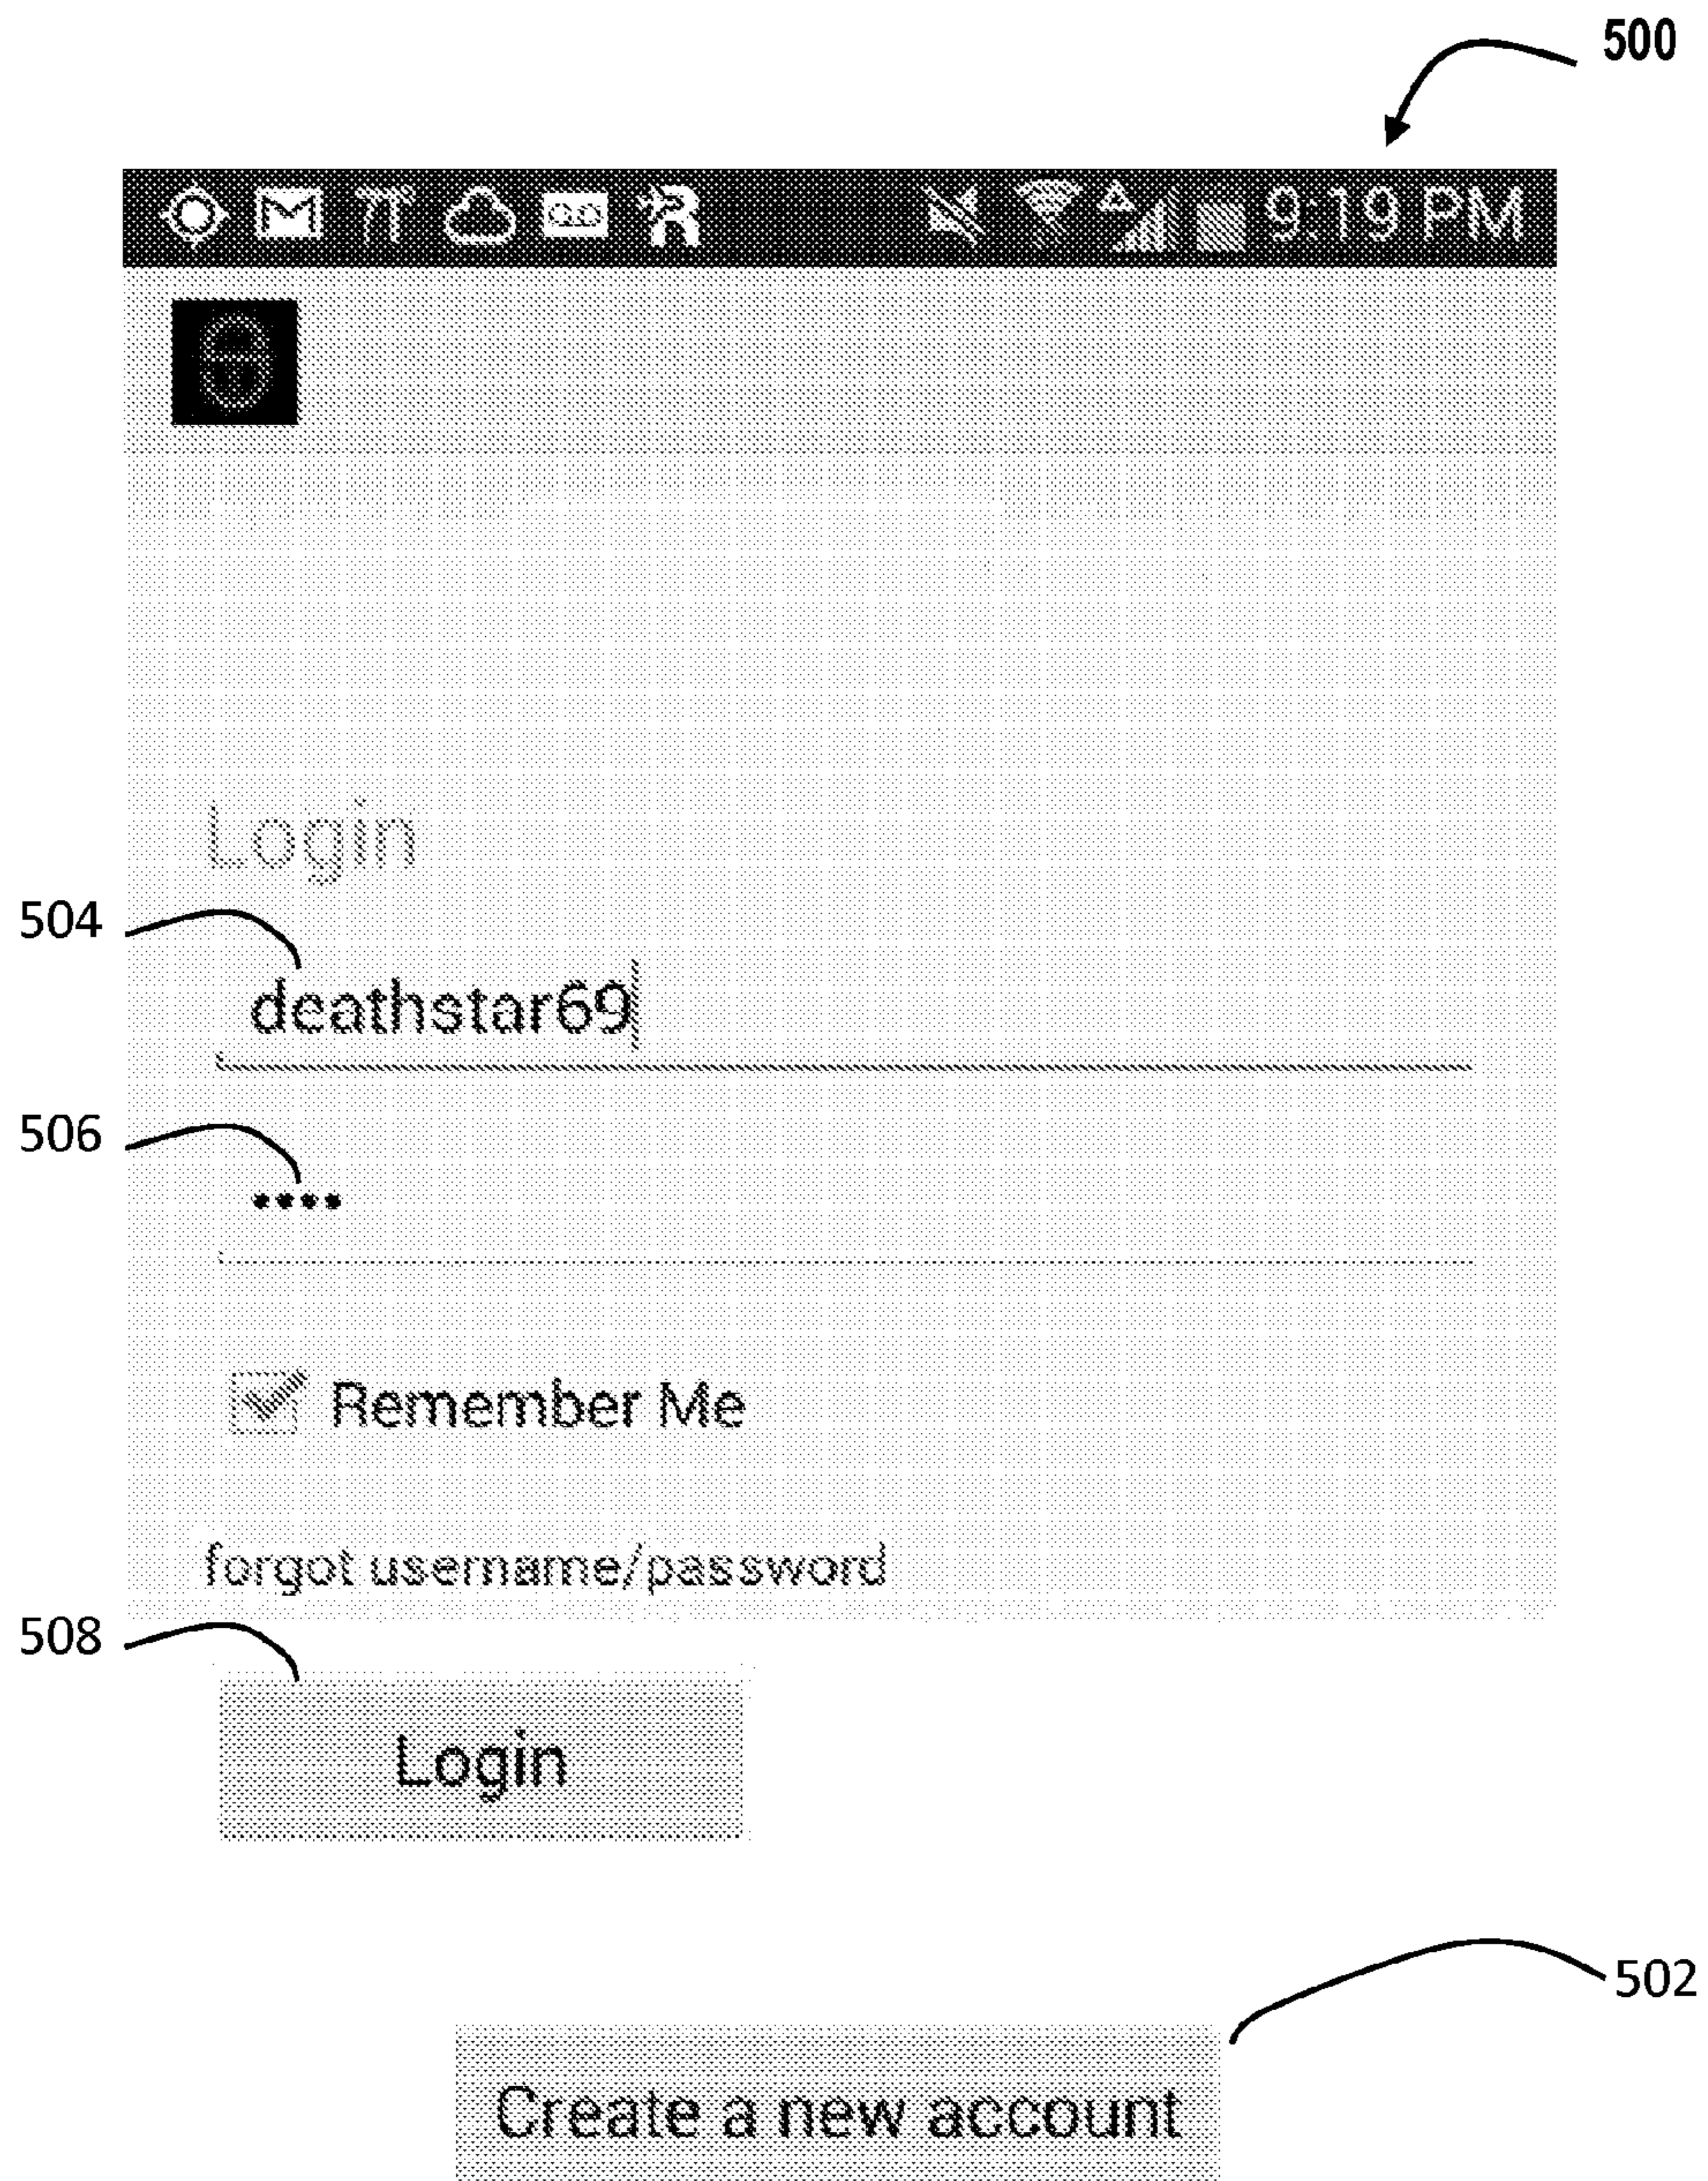 500
9:19 PM
Login
504
deathstar69
506
••••
Remember Me
forgot username/password
508
Login
502
Create a new account